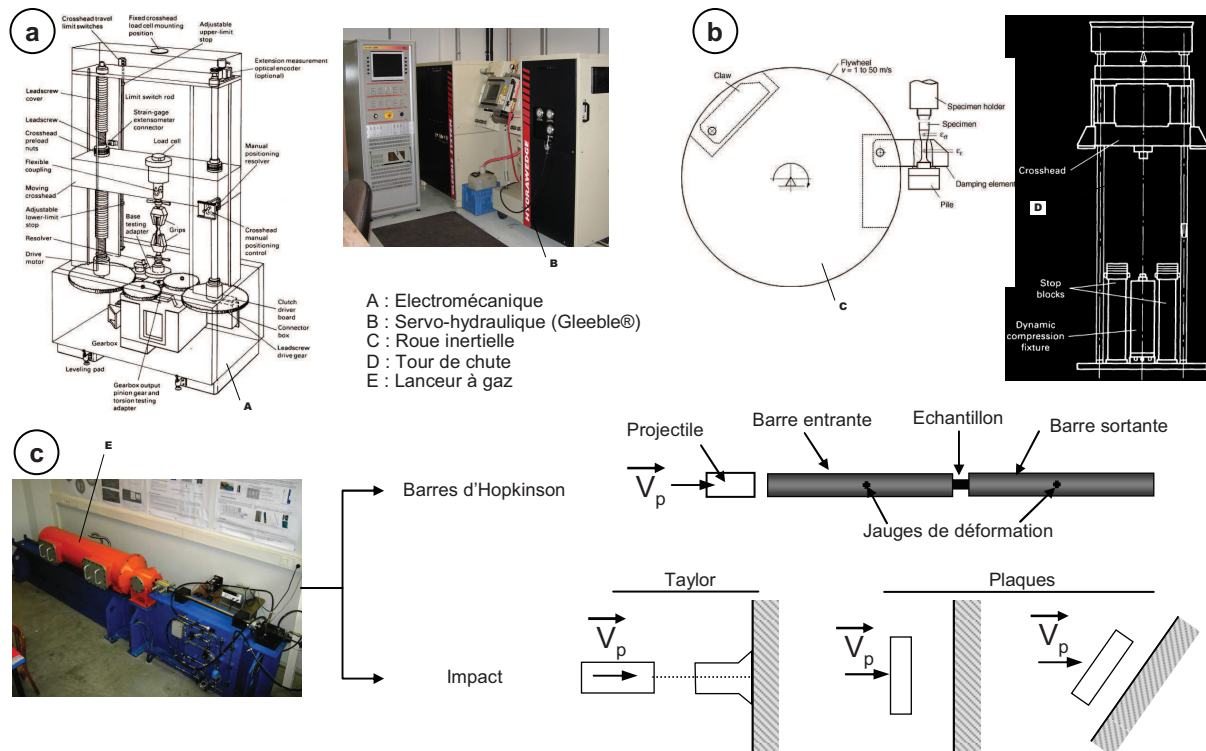 a
Crosshead travel
limit switches
Fixed crosshead
load cell mounting
position
Adjustable
upper-limit
stop
Extension measurement
optical encoder
(optional)
Leadscrew
cover
Limit switch rod
Strain-gage
extensometer
connector
Leadscrew
Crosshead
preload
nuts
Load cell
Manual
positioning
resolver
Flexible
coupling
Moving
crosshead
Adjustable
lower-limit
stop
Base
testing
adapter
Grips
Crosshead
manual
positioning
control
Resolver
Drive
motor
Clutch
driver
board
Connector
box
Leadscrew
drive gear
Gearbox
Leveling pad
Gearbox output
pinion gear and
torsion testing
adapter
A
HYDRAWEDGE
B
A : Electromécanique
B : Servo-hydraulique (Gleeble®)
C : Roue inertielle
D : Tour de chute
E : Lanceur à gaz
b
Claw
Flywheel
v = 1 to 50 m/s
Specimen holder
Specimen
Damping element
Pile
C
Crosshead
D
Stop
blocks
Dynamic
compression
fixture
c
E
Barres d'Hopkinson
Projectile
Barre entrante
Echantillon
Barre sortante
Vp
Jauges de déformation
Impact
Taylor
Plaques
Vp
Vp
Vp